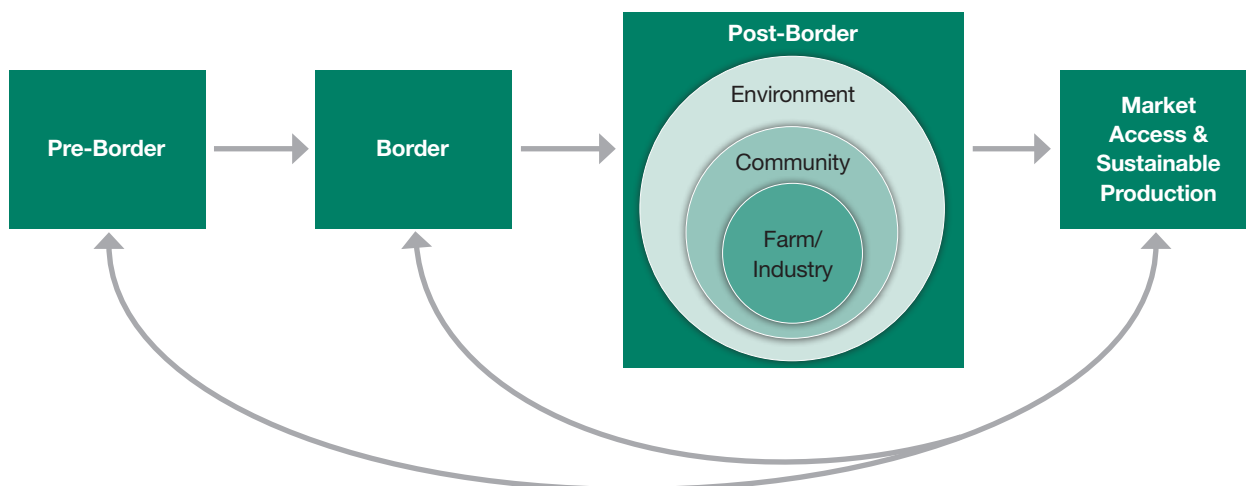 Pre-Border
Border
Post-Border
Environment
Community
Farm/
Industry
Market
Access &
Sustainable
Production